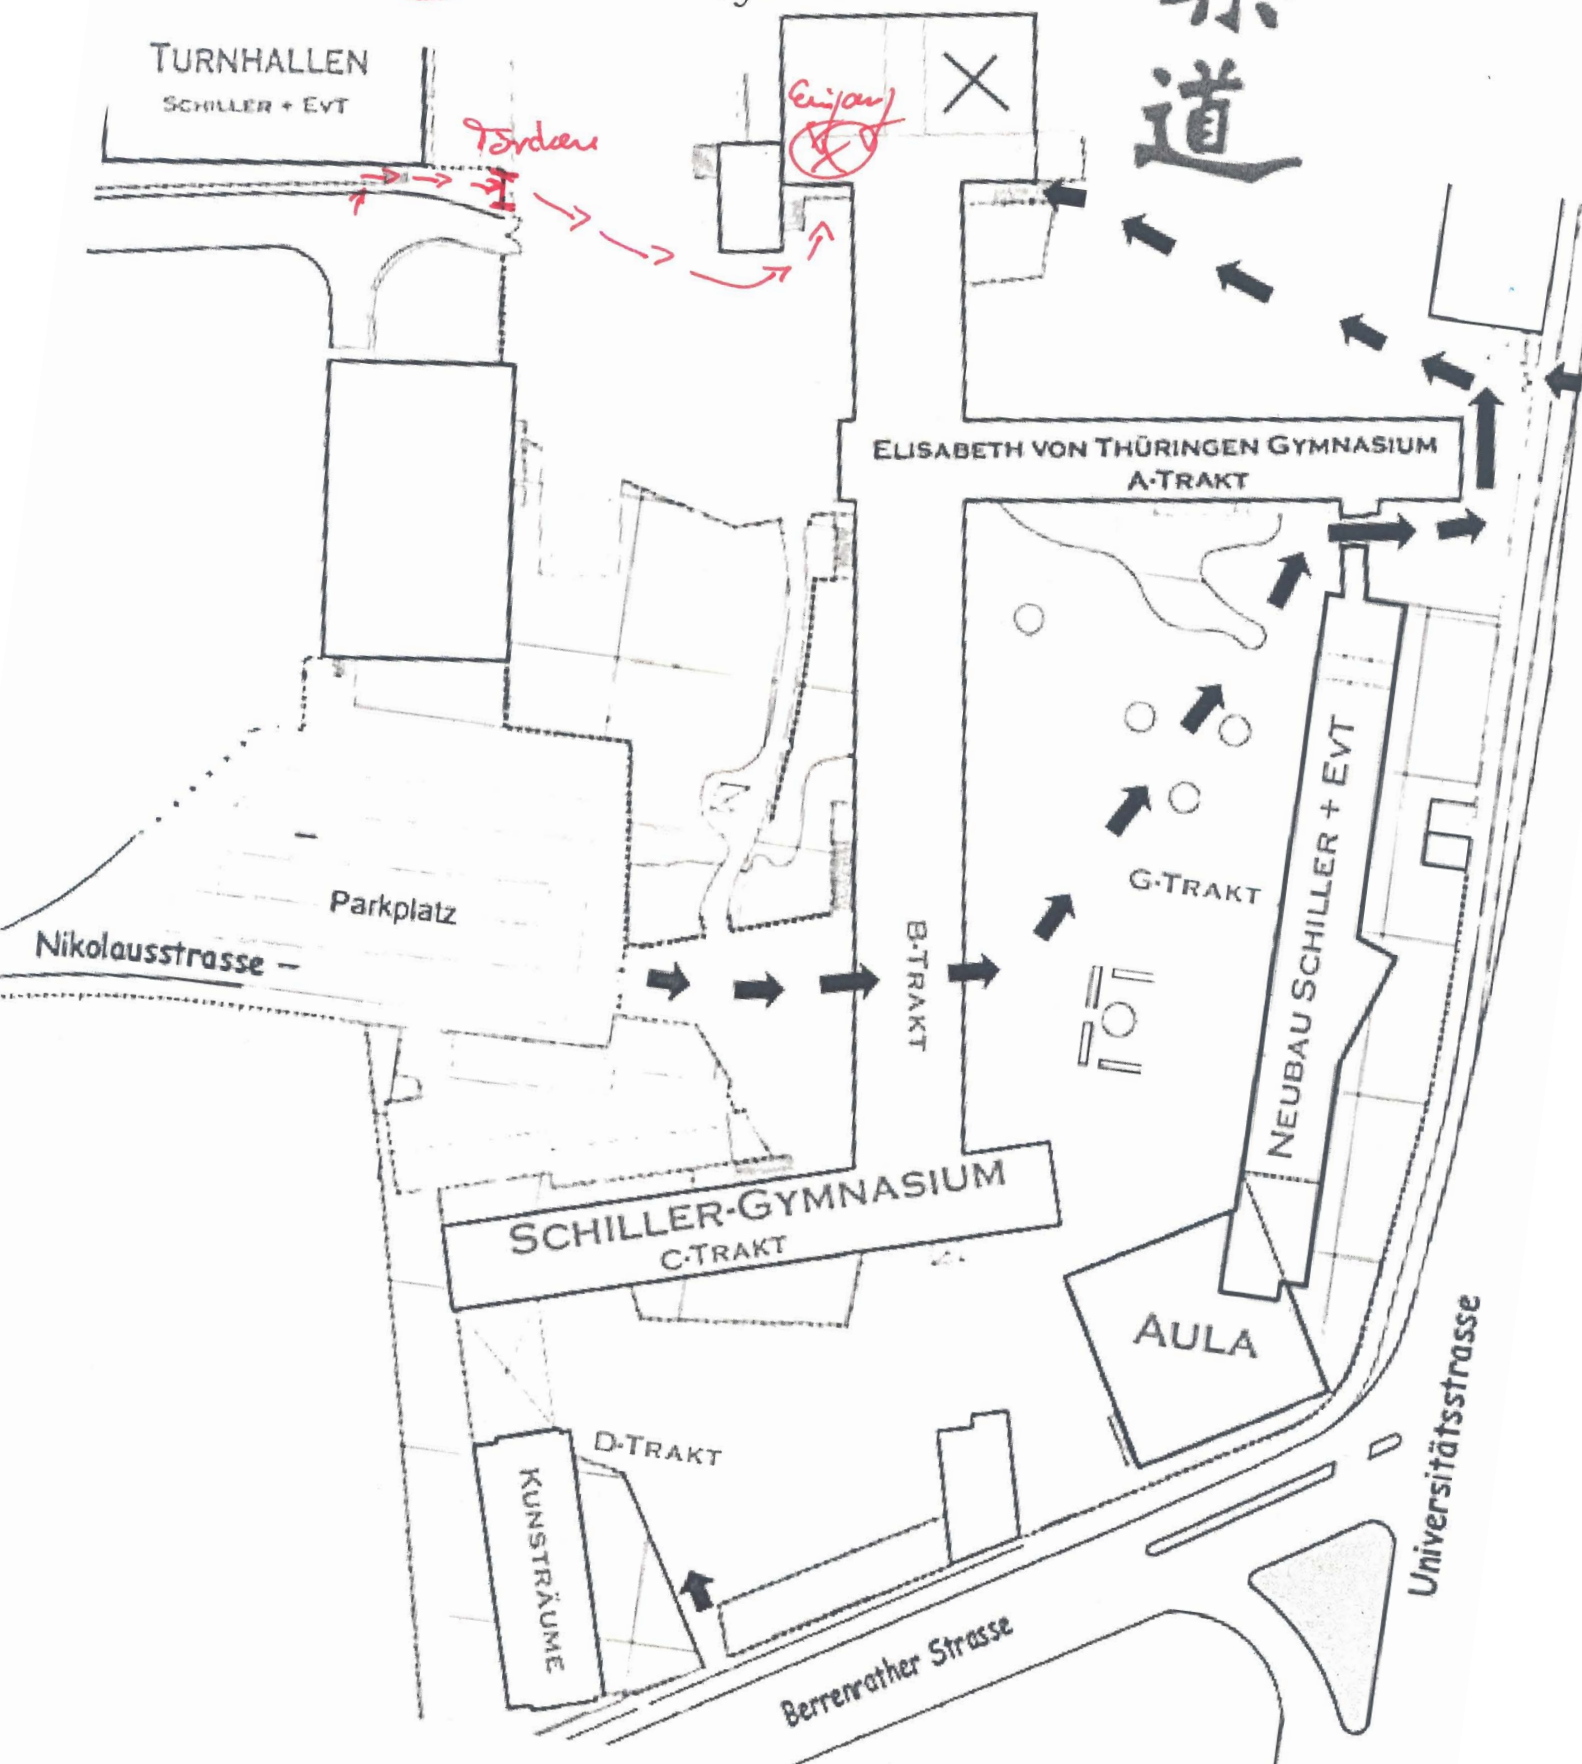 道
TURNHALLEN
SCHILLER + EVT
Eingang
Törchen
ELISABETH VON THÜRINGEN GYMNASIUM
A-TRAKT
NEUBAU SCHILLER + EVT
G-TRAKT
Parkplatz
Nikolausstrasse
B-TRAKT
SCHILLER-GYMNASIUM
C-TRAKT
AULA
D-TRAKT
KUNSTRÄUME
Universitätsstrasse
Berrenrather Strasse